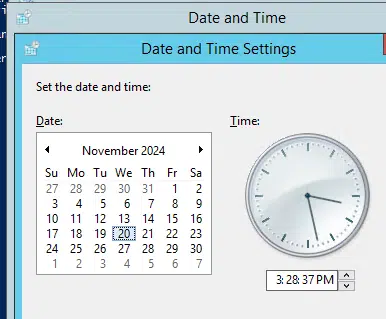 Date and Time
Date and Time Settings
Set the date and time:
Date:
Time:
November 2024
Su Mo Tu We Th Fr Sa
27 28 29 30 31 1 2
3 4 5 6 7 8 9
10 11 12 13 14 15 16
17 18 19 20 21 22 23
24 25 26 27 28 29 30
1 2 3 4 5 6 7
3:28:37 PM